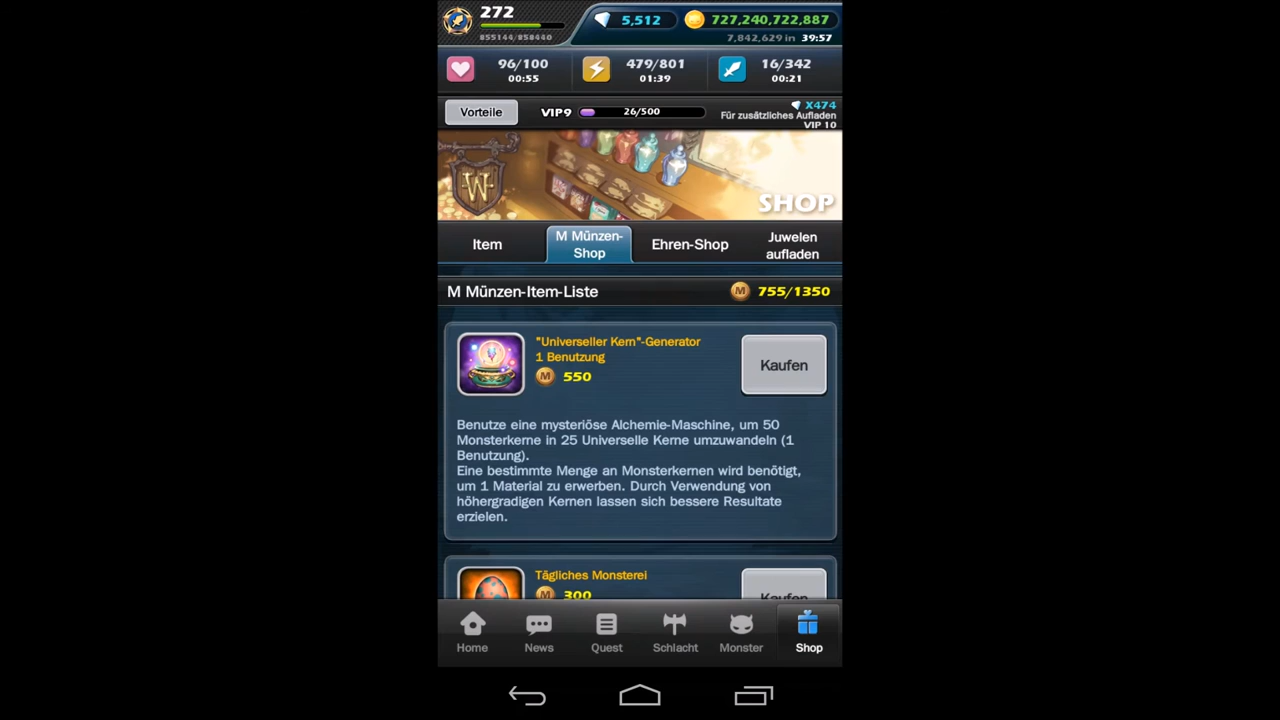 272
855144/858440
5,512
727,240,722,887
7,842,629 in 39:57
96/100
00:55
479/801
01:39
16/342
00:21
Vorteile
VIP9
26/500
X474
Für zusätzliches Aufladen
VIP 10
W
SHOP
Item
M Münzen-
Shop
Ehren-Shop
Juwelen
aufladen
M Münzen-Item-Liste
M 755/1350
"Universeller Kern"-Generator
1 Benutzung
M 550
Kaufen
Benutze eine mysteriöse Alchemie-Maschine, um 50
Monsterkerne in 25 Universelle Kerne umzuwandeln (1
Benutzung).
Eine bestimmte Menge an Monsterkernen wird benötigt,
um 1 Material zu erwerben. Durch Verwendung von
höhergradigen Kernen lassen sich bessere Resultate
erzielen.
Tägliches Monsterei
M 300
Kaufen
Home
News
Quest
Schlacht
Monster
Shop